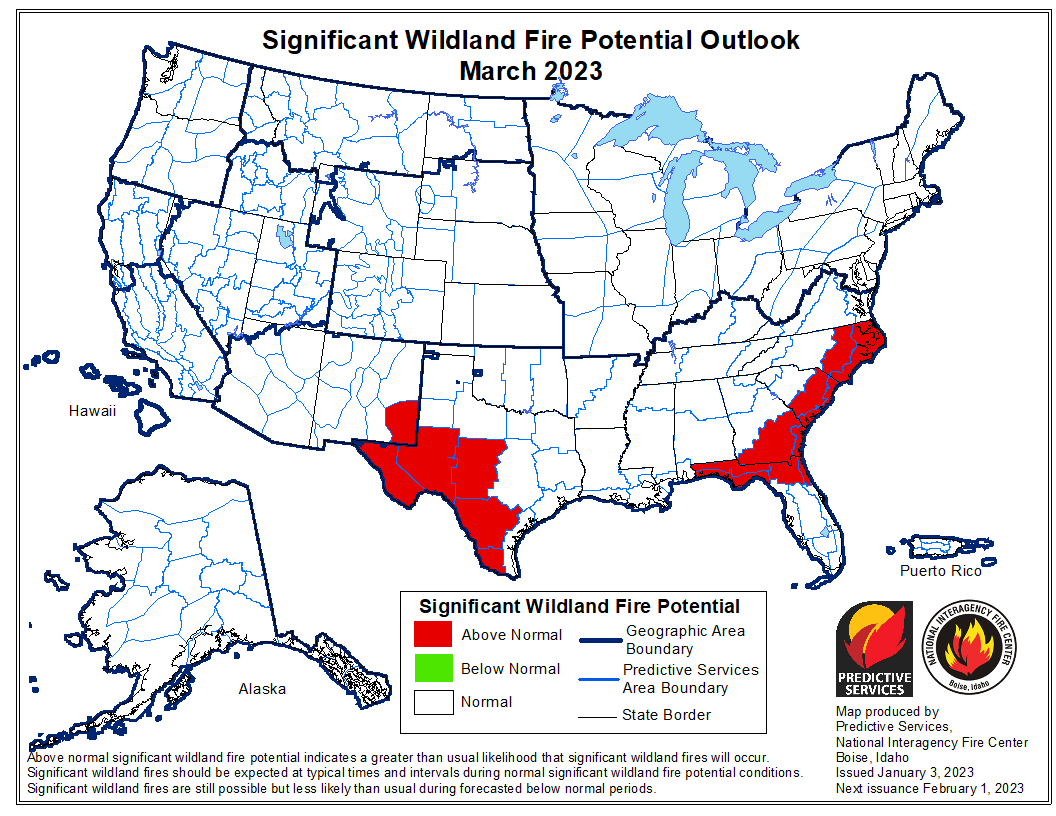 Significant Wildland Fire Potential Outlook
March 2023
Hawaii
Alaska
Puerto Rico
Significant Wildland Fire Potential
Above Normal
Below Normal
Normal
Geographic Area
Boundary
Predictive Services
Area Boundary
State Border
PREDICTIVE
SERVICES
NATIONAL INTERAGENCY FIRE CENTER
Boise, Idaho
Map produced by
Predictive Services,
National Interagency Fire Center
Boise, Idaho
Issued January 3, 2023
Next issuance February 1, 2023
Above normal significant wildland fire potential indicates a greater than usual likelihood that significant wildland fires will occur.
Significant wildland fires should be expected at typical times and intervals during normal significant wildland fire potential conditions.
Significant wildland fires are still possible but less likely than usual during forecasted below normal periods.